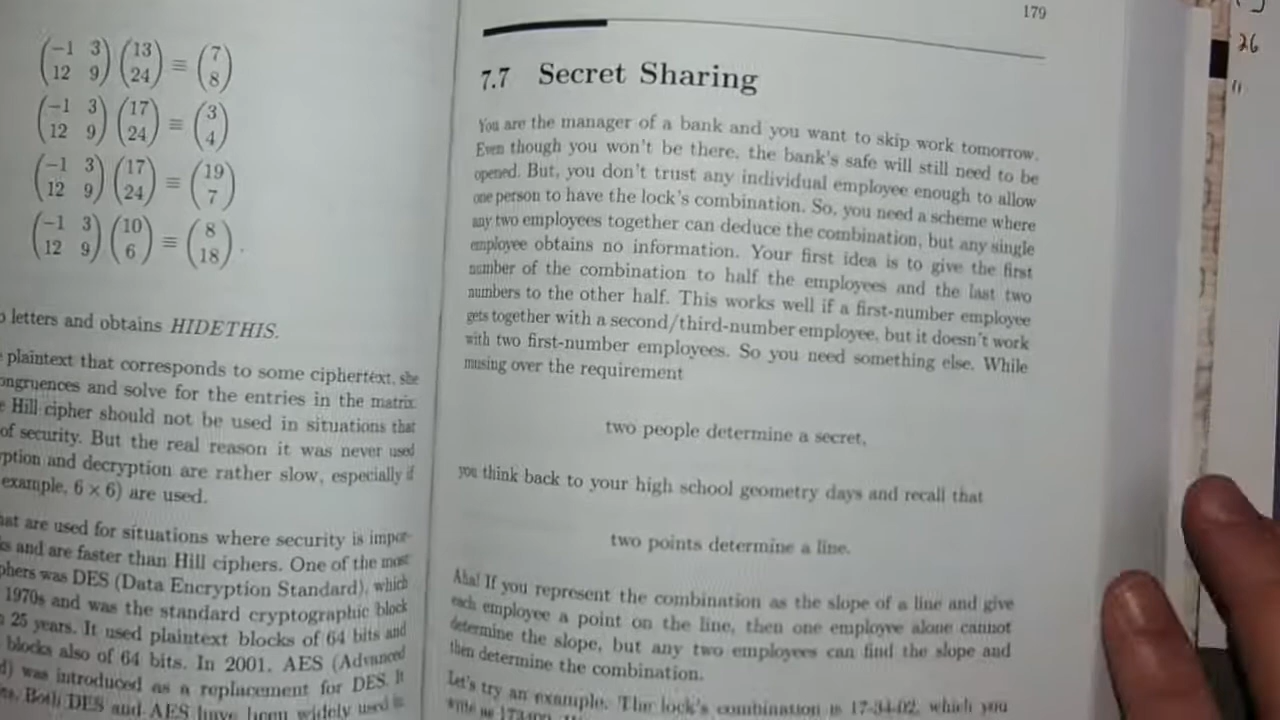 (-1 3
12 9) (13
24) ≡ (7
8)
(-1 3
12 9) (17
24) ≡ (3
4)
(-1 3
12 9) (17
24) ≡ (19
7)
(-1 3
12 9) (10
6) ≡ (8
18).
letters and obtains HIDETHIS.
plaintext that corresponds to some ciphertext, she
ongruences and solve for the entries in the matrix
Hill cipher should not be used in situations that
of security. But the real reason it was never used
yption and decryption are rather slow, especially if
example, 6 × 6) are used.
hat are used for situations where security is impor-
ks and are faster than Hill ciphers. One of the most
phers was DES (Data Encryption Standard), which
1970s and was the standard cryptographic block
25 years. It used plaintext blocks of 64 bits and
blocks also of 64 bits. In 2001, AES (Advanced
d) was introduced as a replacement for DES. It
Both DES and AES have been widely used
179
7.7 Secret Sharing
You are the manager of a bank and you want to skip work tomorrow.
Even though you won't be there, the bank's safe will still need to be
opened. But, you don't trust any individual employee enough to allow
one person to have the lock's combination. So, you need a scheme where
any two employees together can deduce the combination, but any single
employee obtains no information. Your first idea is to give the first
number of the combination to half the employees and the last two
numbers to the other half. This works well if a first-number employee
gets together with a second/third-number employee, but it doesn't work
with two first-number employees. So you need something else. While
musing over the requirement
two people determine a secret,
you think back to your high school geometry days and recall that
two points determine a line.
Aha! If you represent the combination as the slope of a line and give
each employee a point on the line, then one employee alone cannot
determine the slope, but any two employees can find the slope and
then determine the combination.
Let's try an example. The lock's combination is 17-34-02, which you
write as
26
11